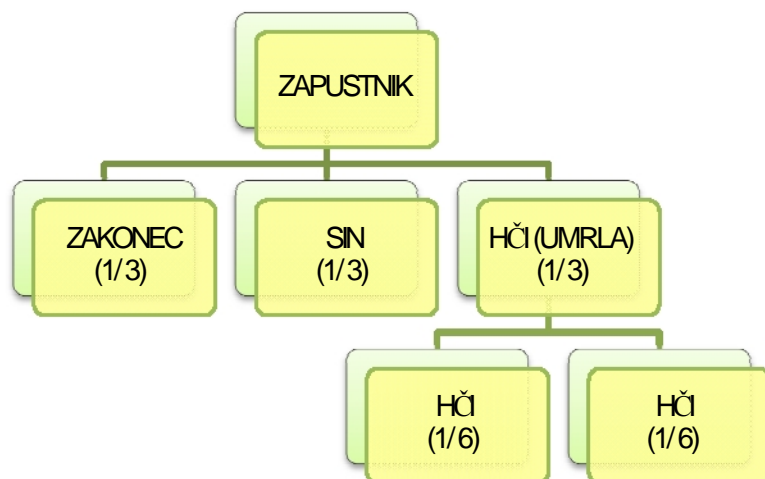 ZAPUSTNIK
ZAKONEC
(1/3)
SIN
(1/3)
HČI (UMRLA)
(1/3)
HČI
(1/6)
HČI
(1/6)